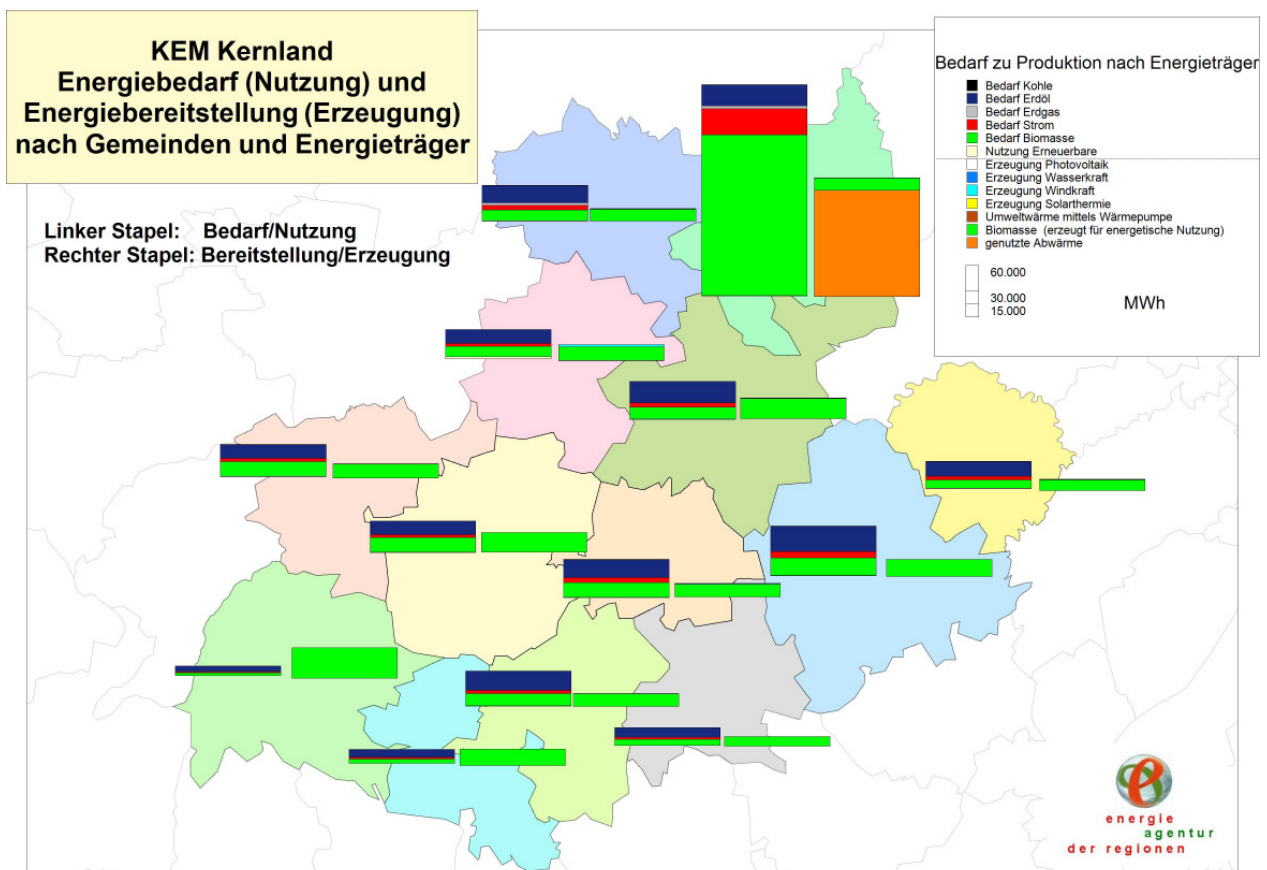 KEM Kernland
Energiebedarf (Nutzung) und
Energiebereitstellung (Erzeugung)
nach Gemeinden und Energieträger
Linker Stapel: Bedarf/Nutzung
Rechter Stapel: Bereitstellung/Erzeugung
Bedarf zu Produktion nach Energieträger
Bedarf Kohle
Bedarf Erdöl
Bedarf Erdgas
Bedarf Strom
Bedarf Biomasse
Nutzung Erneuerbare
Erzeugung Photovoltaik
Erzeugung Wasserkraft
Erzeugung Windkraft
Erzeugung Solarthermie
Umweltwärme mittels Wärmepumpe
Biomasse (erzeugt für energetische Nutzung)
genutzte Abwärme
60.000
30.000
15.000
MWh
energie
agentur
der regionen